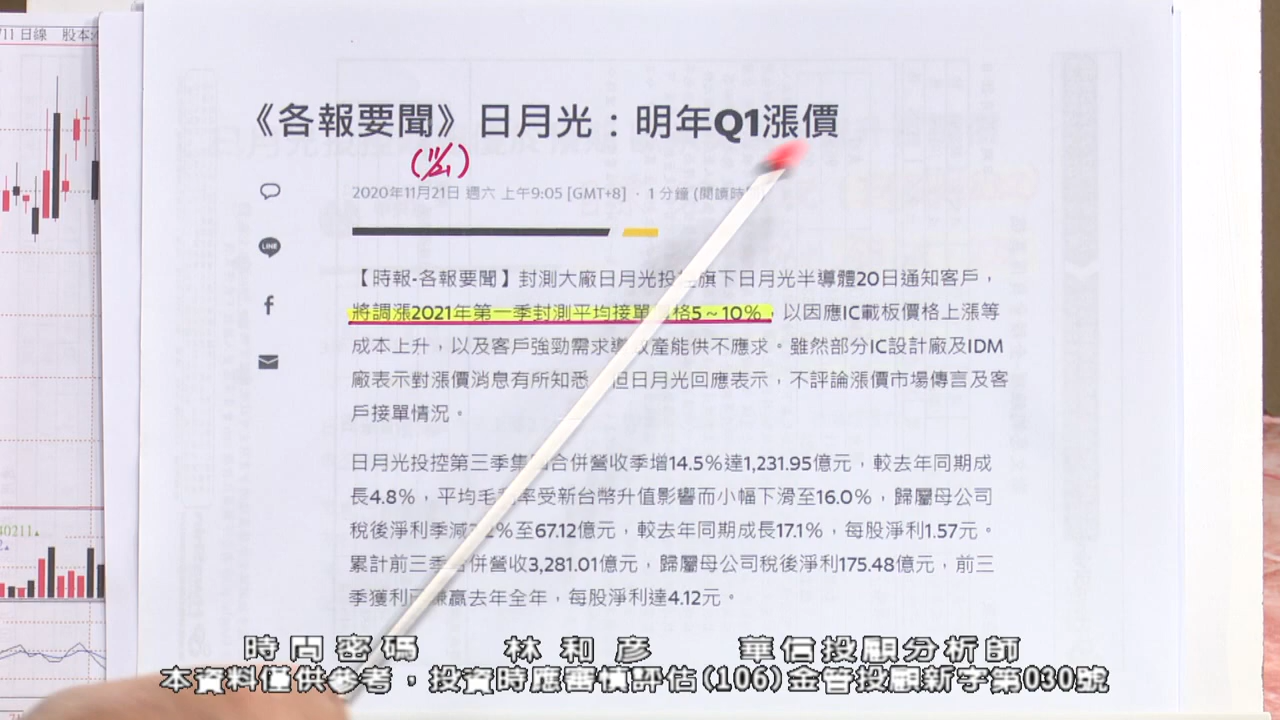 /11 日線 股本:
《各報要聞》日月光：明年Q1漲價
(11/21)
2020年11月21日 週六 上午9:05 [GMT+8] · 1 分鐘 (閱讀時
LINE
【時報-各報要聞】封測大廠日月光投 旗下日月光半導體20日通知客戶，
將調漲2021年第一季封測平均接單 格5～10%，以因應IC載板價格上漲等
成本上升，以及客戶強勁需求導 產能供不應求。雖然部分IC設計廠及IDM
廠表示對漲價消息有所知悉，但日月光回應表示，不評論漲價市場傳言及客
戶接單情況。
日月光投控第三季集 合併營收季增14.5%達1,231.95億元，較去年同期成
長4.8%，平均毛 率受新台幣升值影響而小幅下滑至16.0%，歸屬母公司
稅後淨利季減 %至67.12億元，較去年同期成長17.1%，每股淨利1.57元。
累計前三季 併營收3,281.01億元，歸屬母公司稅後淨利175.48億元，前三
季獲利 贏去年全年，每股淨利達4.12元。
40211▲
時間密碼 林和彥 華信投顧分析師
本資料僅供參考，投資時應審慎評估(106)金管投顧新字第030號